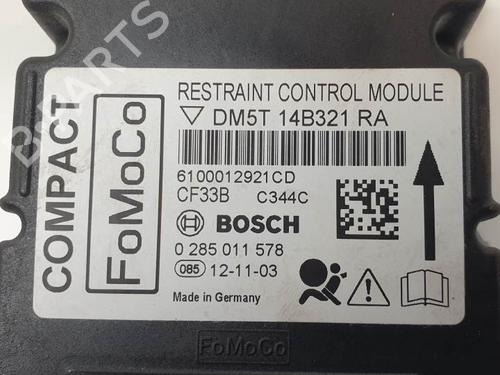 COMPACT
FoMoCo
RESTRAINT CONTROL MODULE
DM5T 14B321 RA
6100012921CD
CF33B C344C
BOSCH
0 285 011 578
085 12-11-03
Made in Germany
FoMoCo